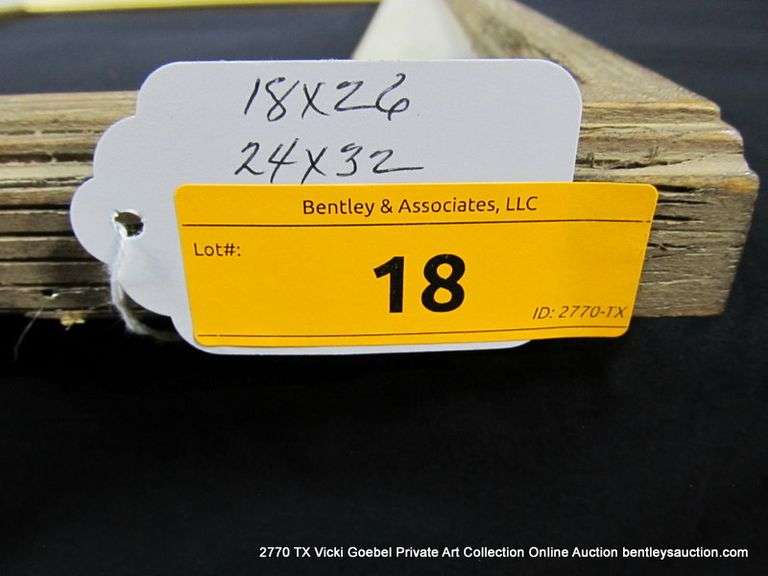 18x26
24x32
Bentley & Associates, LLC
Lot#:
18
ID: 2770-TX
2770 TX Vicki Goebel Private Art Collection Online Auction bentleysauction.com